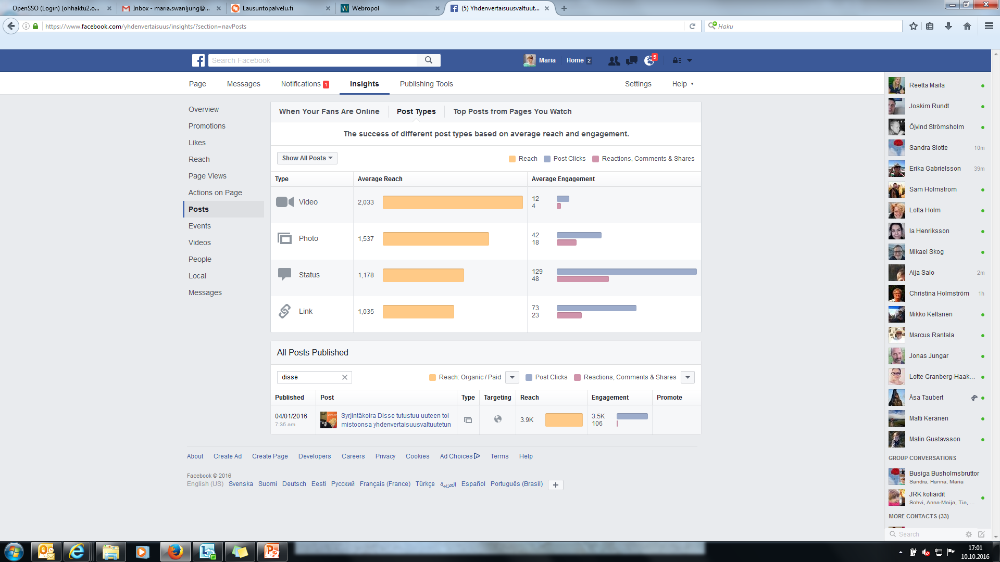 OpenSSO (Login) (ohhaktu2.o...
Inbox - maria.swanljung@...
Lausuntopalvelu.fi
Webropol
(5) Yhdenvertaisuusvaltuut...
https://www.facebook.com/yhdenvertaisuus/insights/?section=navPosts
Haku
Search Facebook
Maria
Home 2
5
Page
Messages
Notifications 1
Insights
Publishing Tools
Settings
Help
Overview
Promotions
Likes
Reach
Page Views
Actions on Page
Posts
Events
Videos
People
Local
Messages
When Your Fans Are Online
Post Types
Top Posts from Pages You Watch
The success of different post types based on average reach and engagement.
Show All Posts
Reach
Post Clicks
Reactions, Comments & Shares
Type
Average Reach
Average Engagement
Video
2,033
12
4
Photo
1,537
42
18
Status
1,178
129
48
Link
1,035
73
23
All Posts Published
disse
Reach: Organic / Paid
Post Clicks
Reactions, Comments & Shares
Published
Post
Type
Targeting
Reach
Engagement
Promote
04/01/2016
7:35 am
Syrjintäkoira Disse tutustuu uuteen toi
mistoonsa yhdenvertaisuusvaltuutetun
3.9K
3.5K
106
About
Create Ad
Create Page
Developers
Careers
Privacy
Cookies
Ad Choices
Terms
Help
Facebook © 2016
English (US)
Svenska
Suomi
Deutsch
Eesti
Русский
Français (France)
Türkçe
العربية
Español
Português (Brasil)
Reetta Maila
Joakim Rundt
Öjvind Strömsholm
Sandra Slotte 10m
Erika Gabrielsson 39m
Sam Holmstrom
Lotta Holm
Ia Henriksson
Mikael Skog
Aija Salo 2m
Christina Holmström 1h
Mikko Keltanen
Marcus Rantala
Jonas Jungar
Lotte Granberg-Haak...
Åsa Taubert
Matti Keränen
Malin Gustavsson
GROUP CONVERSATIONS
Busiga Busholmsbruttor
Sandra, Hanna, Maria
JRK kotiäidit
Sohvi, Anna-Maija, Tia, ...
MORE CONTACTS (33)
Search
17:01
10.10.2016